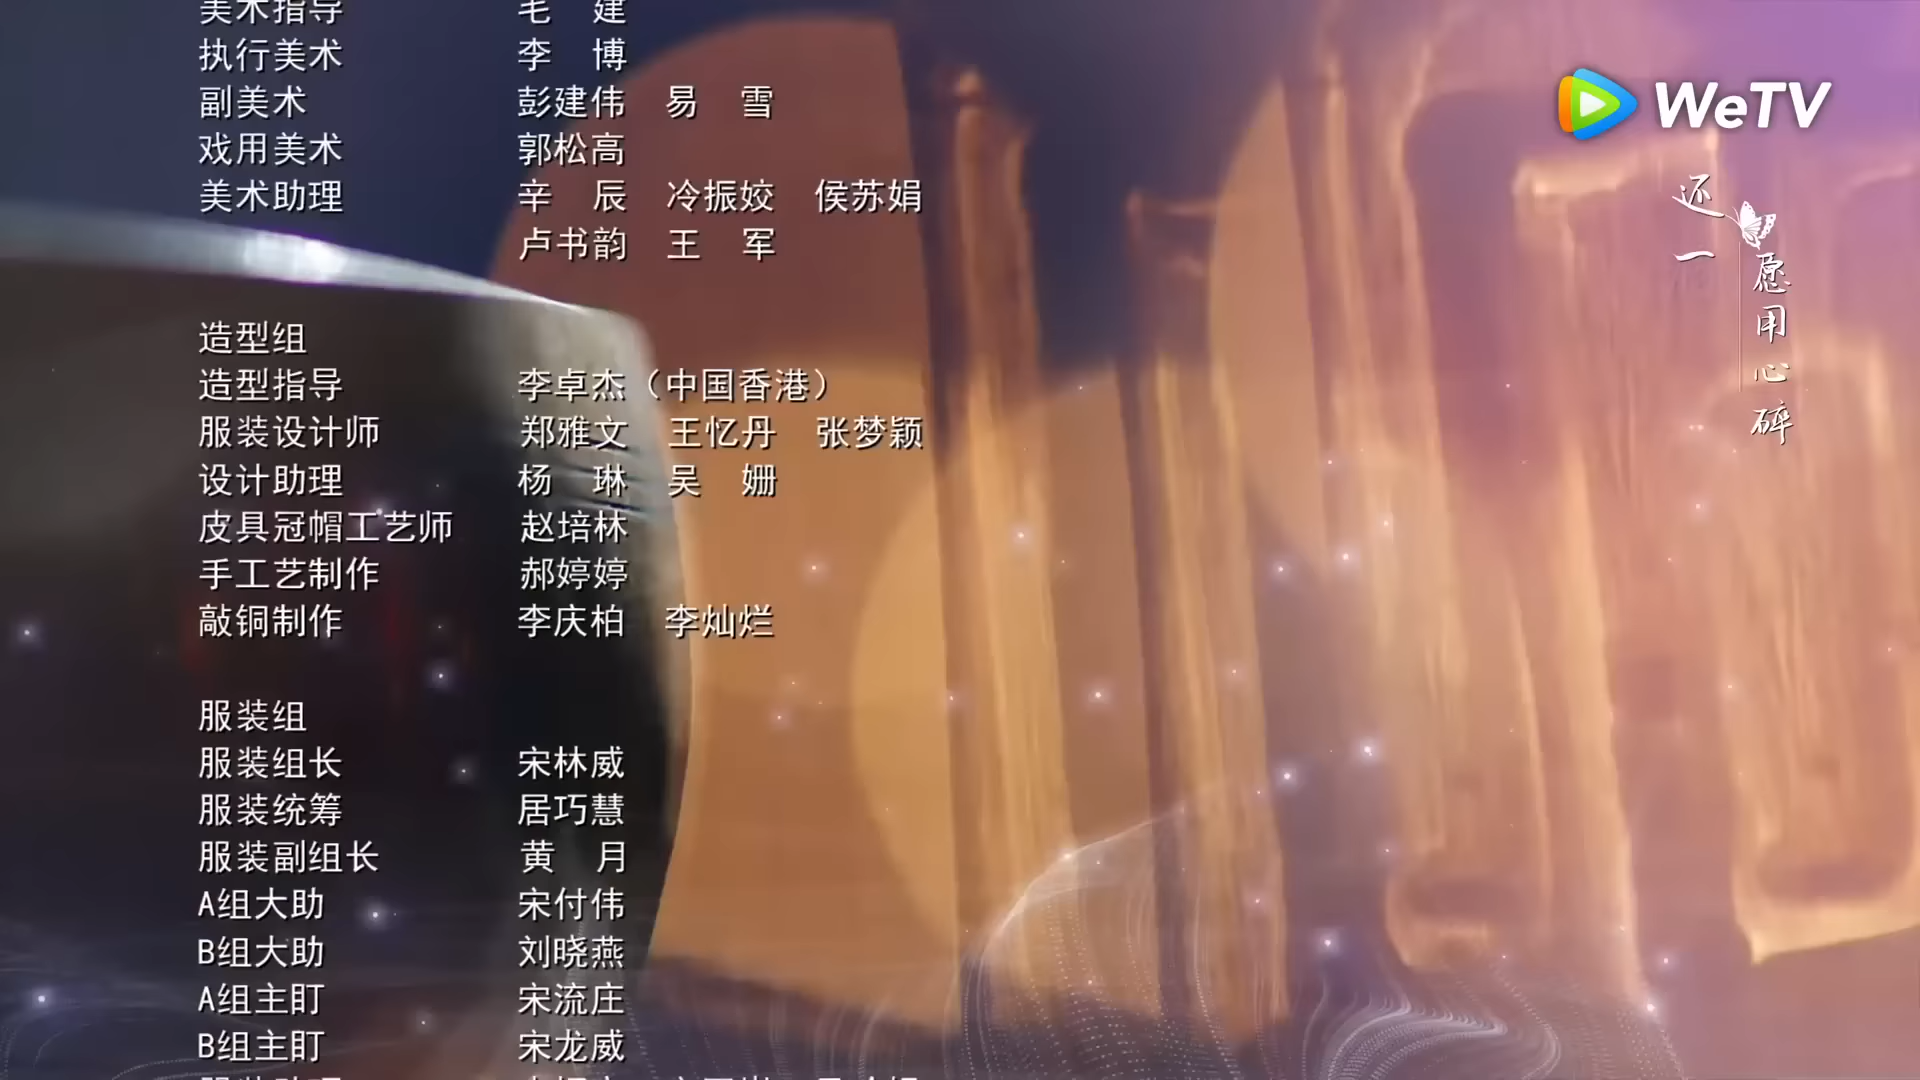 美术指导 毛 建
执行美术 李 博
副美术 彭建伟 易 雪
戏用美术 郭松高
美术助理 辛 辰 冷振姣 侯苏娟
卢书韵 王 军
造型组
造型指导 李卓杰（中国香港）
服装设计师 郑雅文 王忆丹 张梦颖
设计助理 杨 琳 吴 姗
皮具冠帽工艺师 赵培林
手工艺制作 郝婷婷
敲铜制作 李庆柏 李灿烂
服装组
服装组长 宋林威
服装统筹 居巧慧
服装副组长 黄 月
A组大助 宋付伟
B组大助 刘晓燕
A组主盯 宋流庄
B组主盯 宋龙威
WeTV
愿用心碎
还一